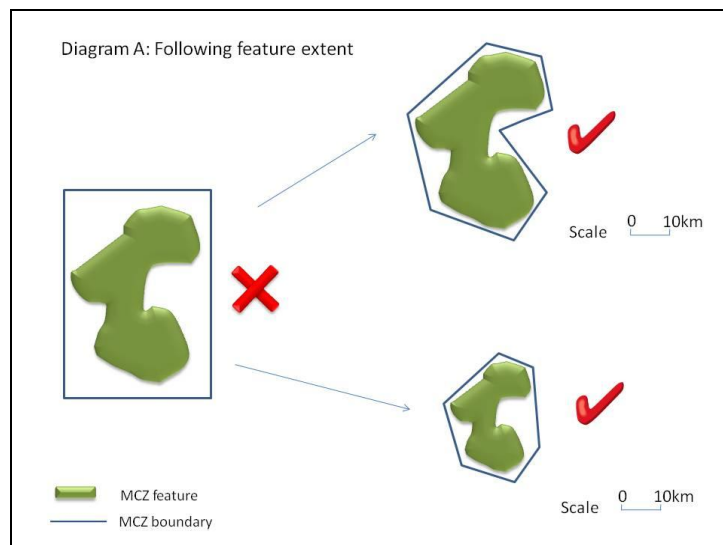 Diagram A: Following feature extent
Scale 0 10km
MCZ feature
MCZ boundary
Scale 0 10km